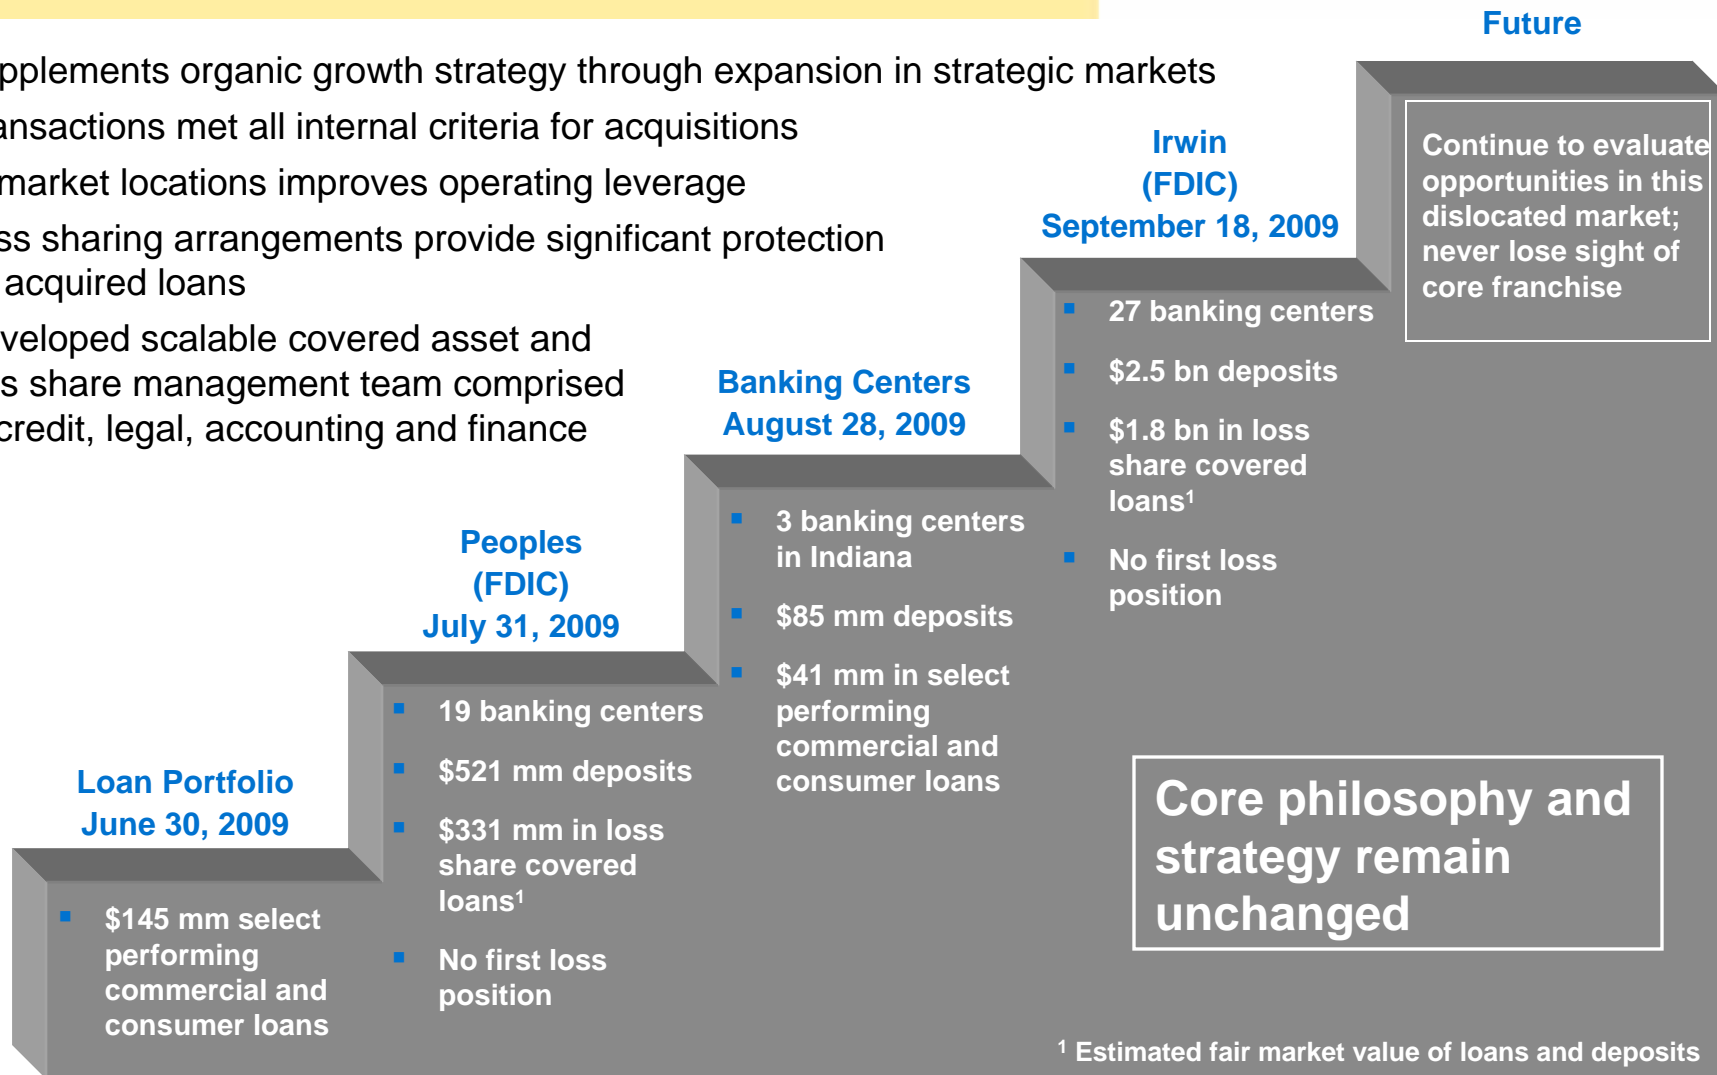 Future
pplements organic growth strategy through expansion in strategic markets
ansactions met all internal criteria for acquisitions
market locations improves operating leverage
ss sharing arrangements provide significant protection
acquired loans
veloped scalable covered asset and
s share management team comprised
credit, legal, accounting and finance
Loan Portfolio
June 30, 2009
▪ $145 mm select
performing
commercial and
consumer loans
Peoples
(FDIC)
July 31, 2009
▪ 19 banking centers
▪ $521 mm deposits
▪ $331 mm in loss
share covered
loans¹
▪ No first loss
position
Banking Centers
August 28, 2009
▪ 3 banking centers
in Indiana
▪ $85 mm deposits
▪ $41 mm in select
performing
commercial and
consumer loans
Irwin
(FDIC)
September 18, 2009
▪ 27 banking centers
▪ $2.5 bn deposits
▪ $1.8 bn in loss
share covered
loans¹
▪ No first loss
position
Continue to evaluate
opportunities in this
dislocated market;
never lose sight of
core franchise
Core philosophy and
strategy remain
unchanged
¹ Estimated fair market value of loans and deposits